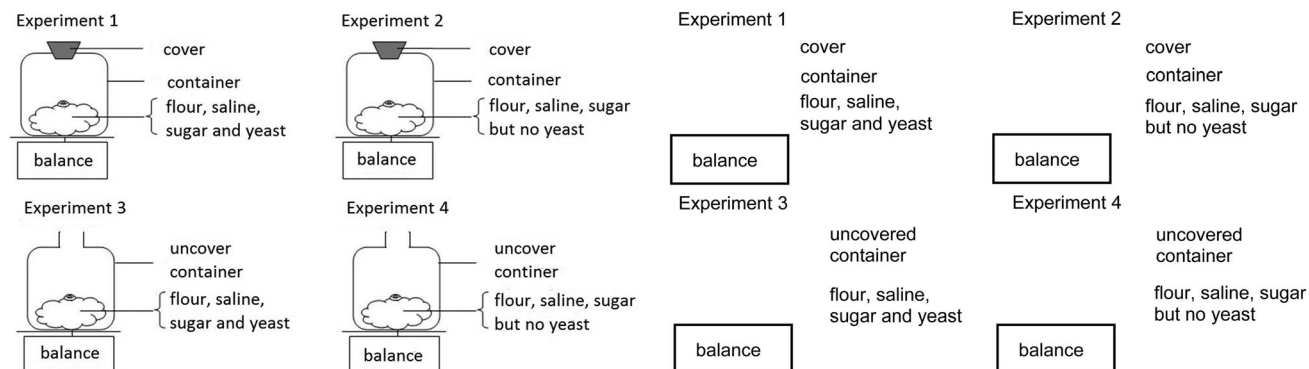 Experiment 1
cover
container
flour, saline,
sugar and yeast
balance
Experiment 2
cover
container
flour, saline, sugar
but no yeast
balance
Experiment 3
uncover
container
flour, saline,
sugar and yeast
balance
Experiment 4
uncover
continer
flour, saline, sugar
but no yeast
balance
Experiment 1
cover
container
flour, saline,
sugar and yeast
balance
Experiment 2
cover
container
flour, saline, sugar
but no yeast
balance
Experiment 3
uncovered
container
flour, saline,
sugar and yeast
balance
Experiment 4
uncovered
container
flour, saline, sugar
but no yeast
balance